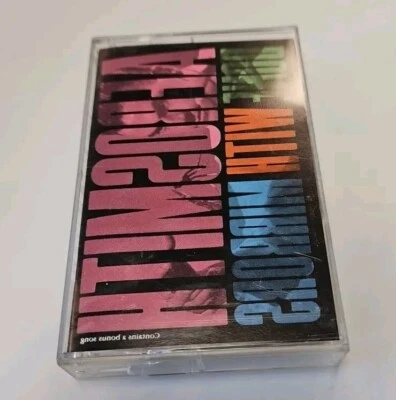 AEROSMITH
DONE WITH MIRRORS
Contains a bonus song